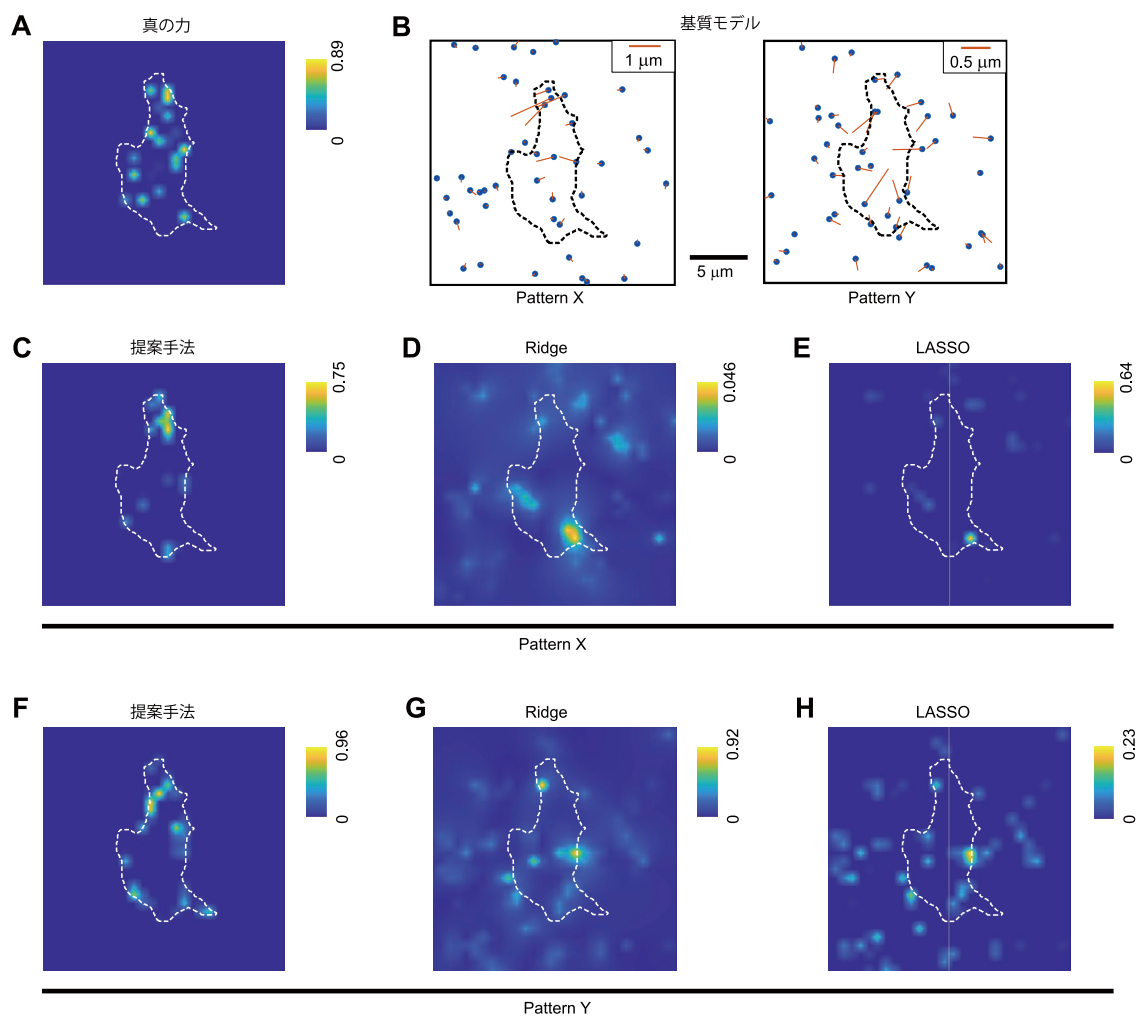 A
真の力
0.89
0
B
基質モデル
1 μm
0.5 μm
5 μm
Pattern X
Pattern Y
C
提案手法
0.75
0
D
Ridge
0.046
0
E
LASSO
0.64
0
Pattern X
F
提案手法
0.96
0
G
Ridge
0.92
0
H
LASSO
0.23
0
Pattern Y